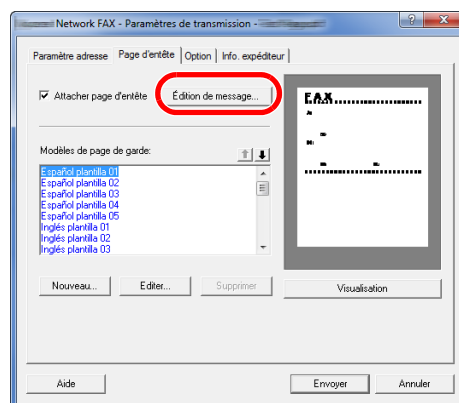 Network FAX - Paramètres de transmission -
Paramètre adresse Page d'entête Option Info. expéditeur
Attacher page d'entête Édition de message...
Modèles de page de garde:
Español plantilla 01
Español plantilla 02
Español plantilla 03
Español plantilla 04
Español plantilla 05
Inglés plantilla 01
Inglés plantilla 02
Inglés plantilla 03
FAX
Nouveau... Editer... Supprimer Visualisation
Aide Envoyer Annuler